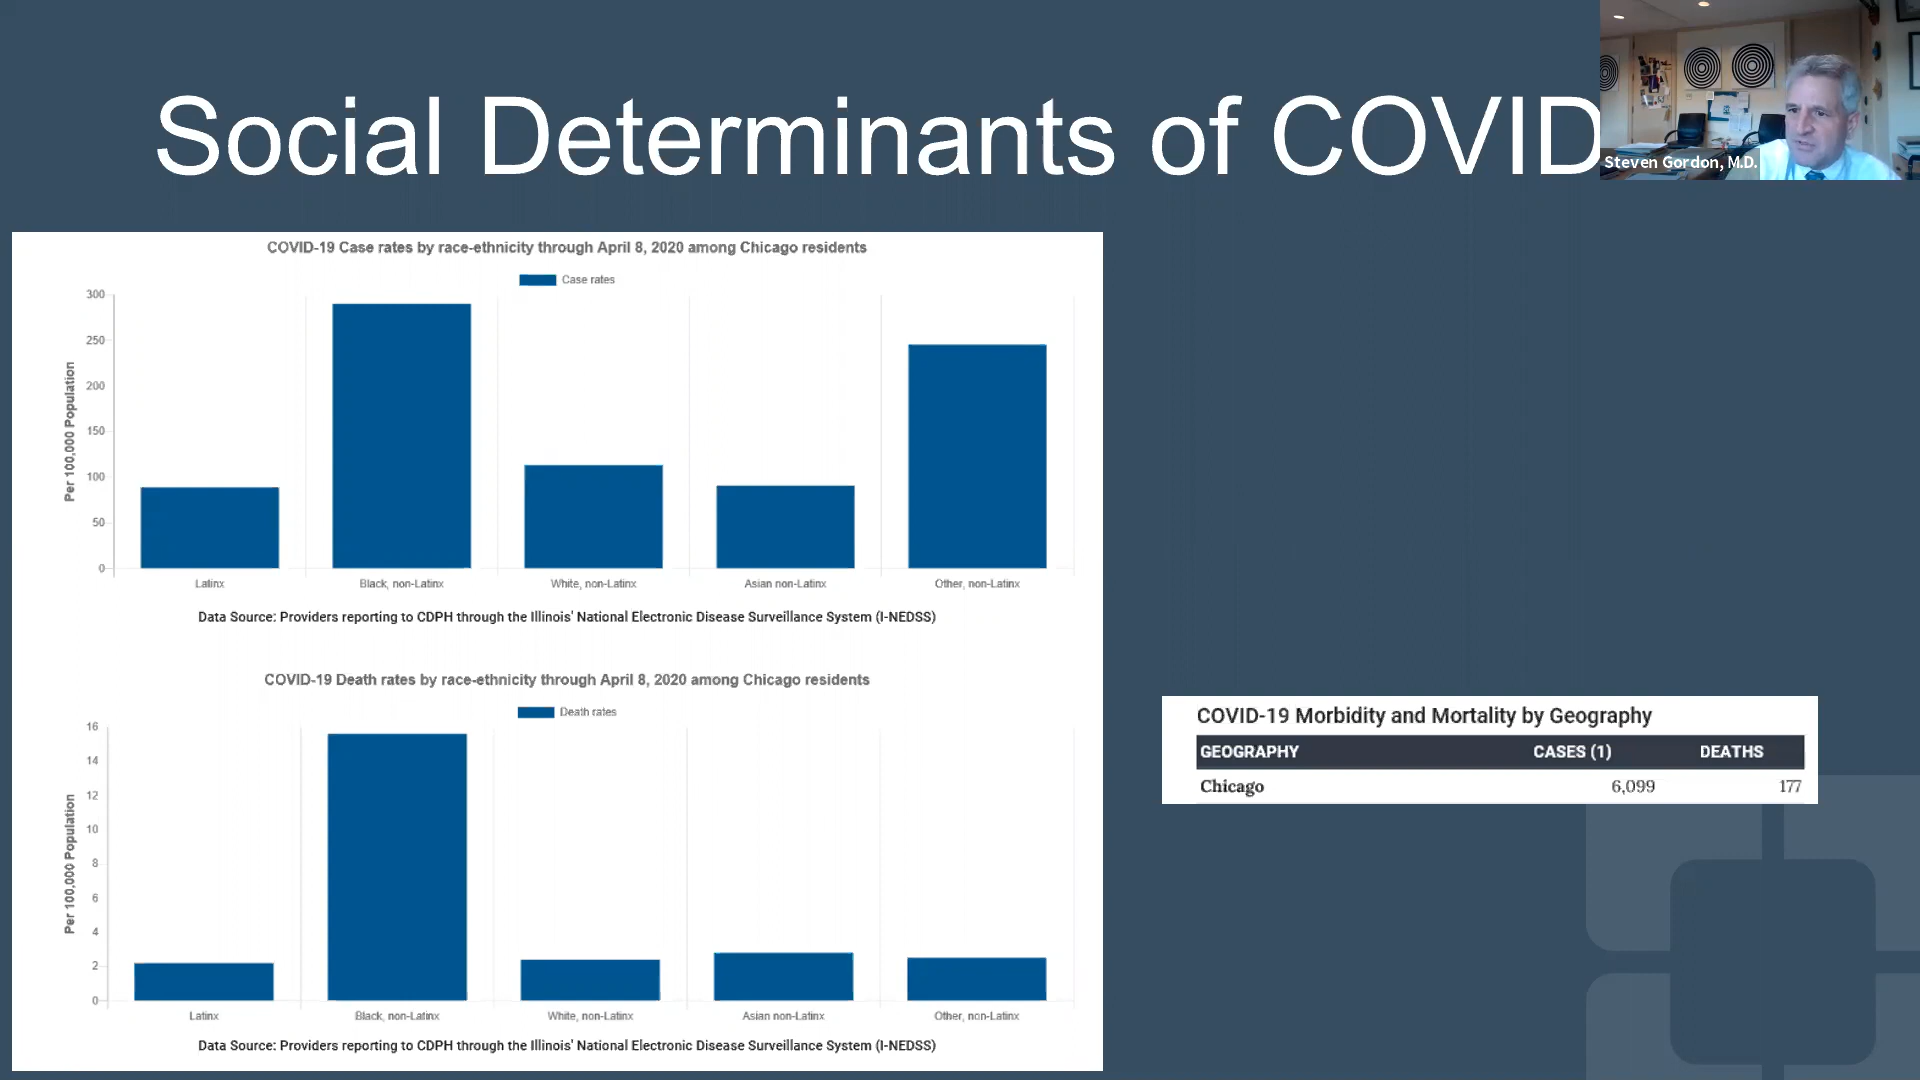 Social Determinants of COVID
Steven Gordon, M.D.
COVID-19 Case rates by race-ethnicity through April 8, 2020 among Chicago residents
Case rates
300
250
200
150
100
50
0
Per 100,000 Population
Latinx
Black, non-Latinx
White, non-Latinx
Asian non-Latinx
Other, non-Latinx
Data Source: Providers reporting to CDPH through the Illinois' National Electronic Disease Surveillance System (I-NEDSS)
COVID-19 Death rates by race-ethnicity through April 8, 2020 among Chicago residents
Death rates
16
14
12
10
8
6
4
2
0
Per 100,000 Population
Latinx
Black, non-Latinx
White, non-Latinx
Asian non-Latinx
Other, non-Latinx
Data Source: Providers reporting to CDPH through the Illinois' National Electronic Disease Surveillance System (I-NEDSS)
COVID-19 Morbidity and Mortality by Geography
GEOGRAPHY CASES (1) DEATHS
Chicago 6,099 177